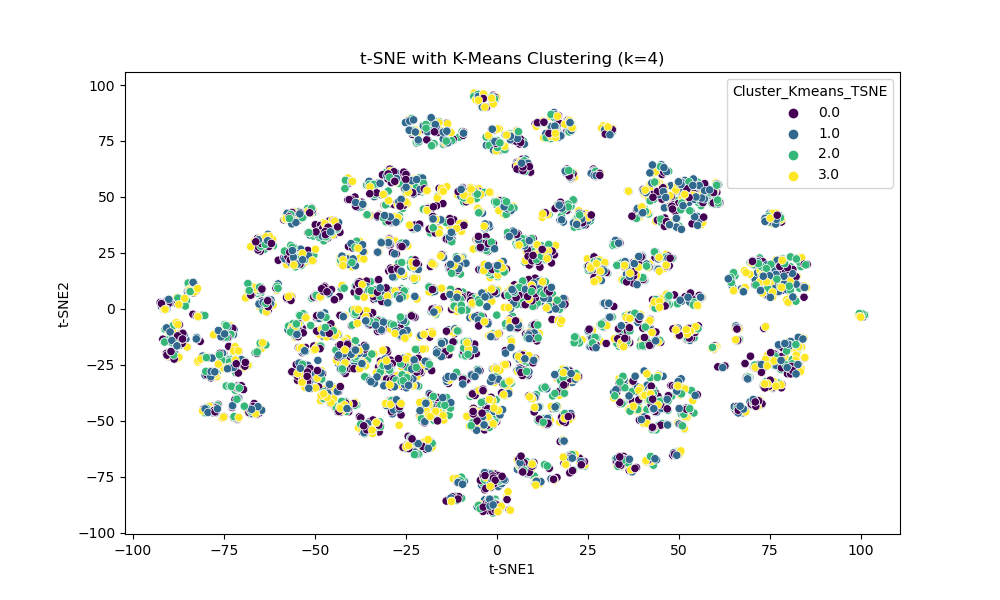 t-SNE with K-Means Clustering (k=4)
Cluster_Kmeans_TSNE
0.0
1.0
2.0
3.0
100
75
50
25
0
−25
−50
−75
−100
t-SNE2
−100 −75 −50 −25 0 25 50 75 100
t-SNE1